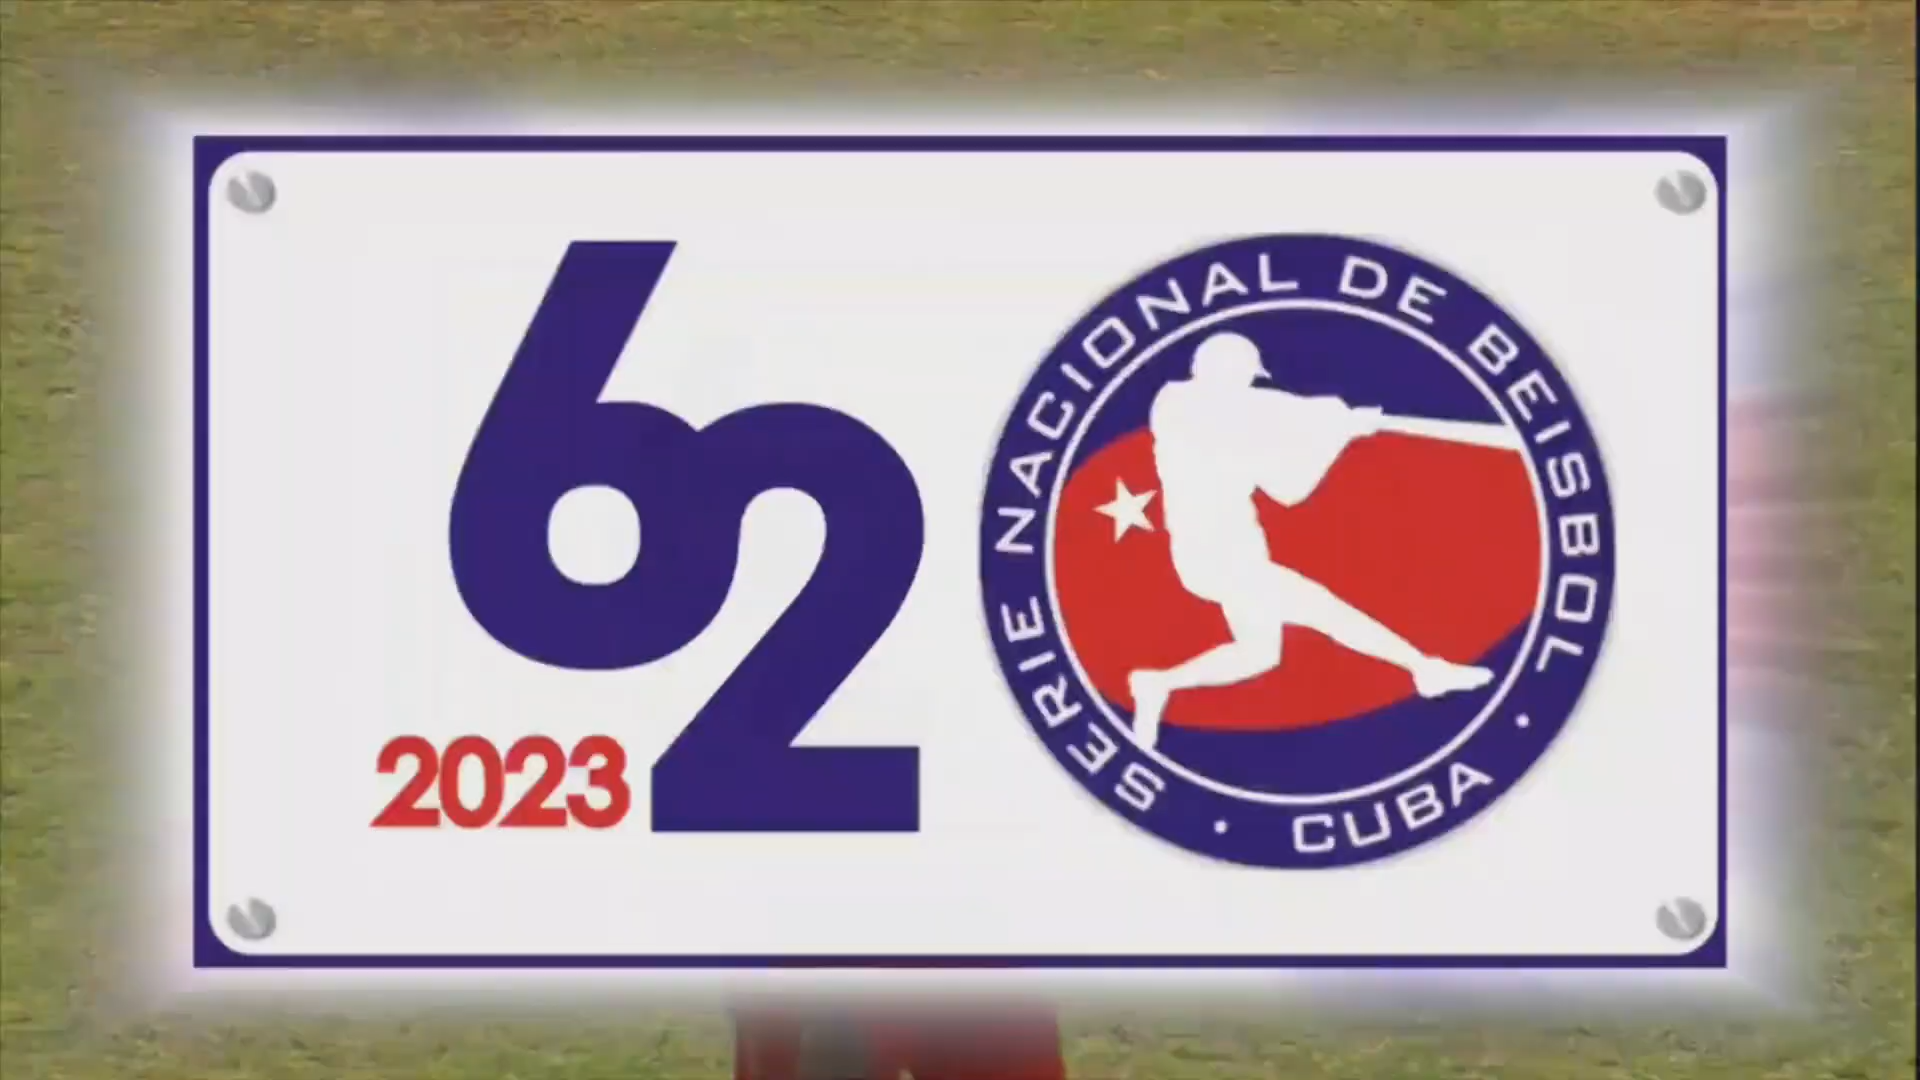 62
2023
SERIE NACIONAL DE BEISBOL
· CUBA ·